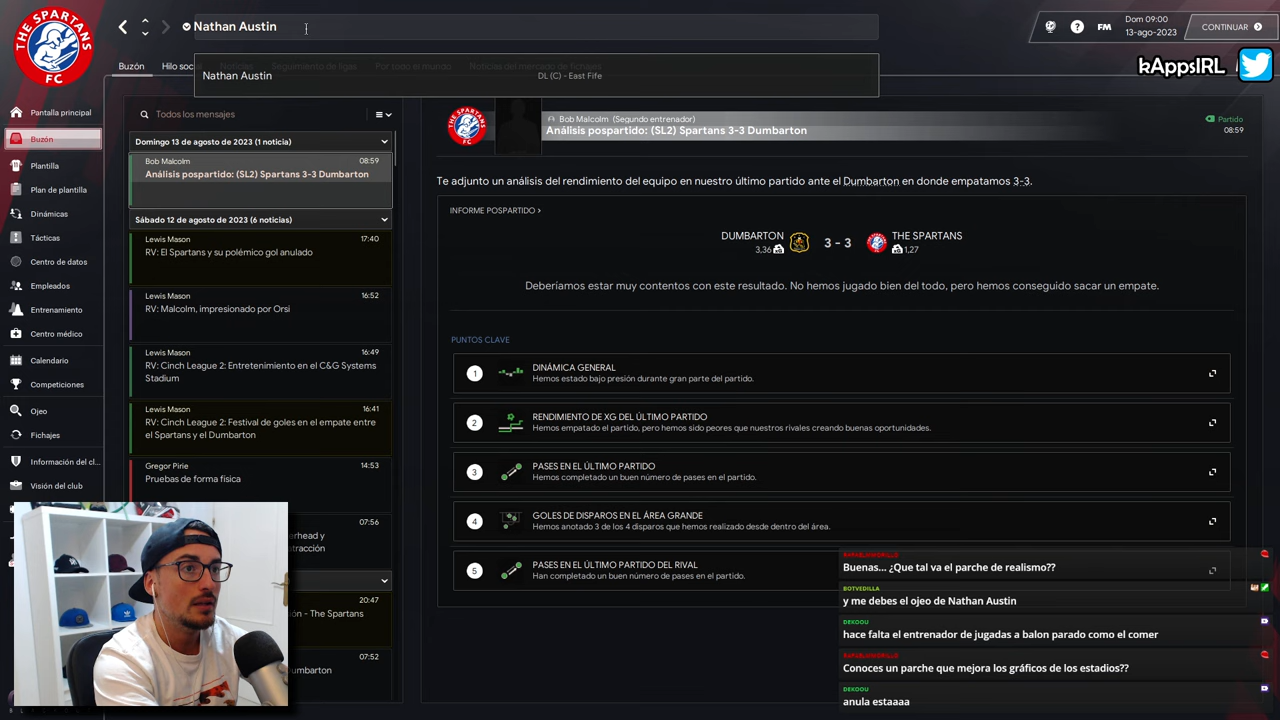 THE SPARTANS
FC
Nathan Austin
Dom 09:00
13-ago-2023
FM
CONTINUAR
Nathan Austin
DL (C) - East Fife
Buzón
kAppsIRL
Pantalla principal
Buzón
Plantilla
Plan de plantilla
Dinámicas
Tácticas
Centro de datos
Empleados
Entrenamiento
Centro médico
Calendario
Competiciones
Ojeo
Fichajes
Información del cl...
Visión del club
Todos los mensajes
Domingo 13 de agosto de 2023 (1 noticia)
Bob Malcolm 08:59
Análisis pospartido: (SL2) Spartans 3-3 Dumbarton
Sábado 12 de agosto de 2023 (6 noticias)
Lewis Mason 17:40
RV: El Spartans y su polémico gol anulado
Lewis Mason 16:52
RV: Malcolm, impresionado por Orsi
Lewis Mason 16:49
RV: Cinch League 2: Entretenimiento en el C&G Systems
Stadium
Lewis Mason 16:41
RV: Cinch League 2: Festival de goles en el empate entre
el Spartans y el Dumbarton
Gregor Pirie 14:53
Pruebas de forma física
07:56
20:47
- The Spartans
07:52
Bob Malcolm (Segundo entrenador)
Análisis pospartido: (SL2) Spartans 3-3 Dumbarton
Partido
08:59
Te adjunto un análisis del rendimiento del equipo en nuestro último partido ante el Dumbarton en donde empatamos 3-3.
INFORME POSPARTIDO >
DUMBARTON
3,36
3 - 3
THE SPARTANS
1,27
Deberíamos estar muy contentos con este resultado. No hemos jugado bien del todo, pero hemos conseguido sacar un empate.
PUNTOS CLAVE
1
DINÁMICA GENERAL
Hemos estado bajo presión durante gran parte del partido.
2
RENDIMIENTO DE XG DEL ÚLTIMO PARTIDO
Hemos empatado el partido, pero hemos sido peores que nuestros rivales creando buenas oportunidades.
3
PASES EN EL ÚLTIMO PARTIDO
Hemos completado un buen número de pases en el partido.
4
GOLES DE DISPAROS EN EL ÁREA GRANDE
Hemos anotado 3 de los 4 disparos que hemos realizado desde dentro del área.
5
PASES EN EL ÚLTIMO PARTIDO DEL RIVAL
Han completado un buen número de pases en el partido.
Buenas... ¿Que tal va el parche de realismo??
BOTVEDILLA
y me debes el ojeo de Nathan Austin
DEKOOU
hace falta el entrenador de jugadas a balon parado como el comer
Conoces un parche que mejora los gráficos de los estadios??
DEKOOU
anula estaaaa